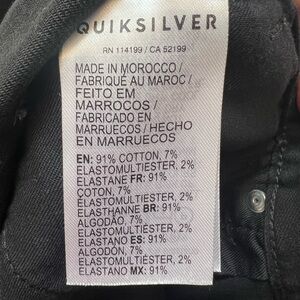 QUIKSILVER
RN 114199 / CA 52199
MADE IN MOROCCO /
FABRIQUÉ AU MAROC /
FEITO EM
MARROCOS /
FABRICADO EN
MARRUECOS / HECHO
EN MARRUECOS
EN: 91% COTTON, 7%
ELASTOMULTIESTER, 2%
ELASTANE FR: 91%
COTON, 7%
ELASTOMULTIESTER, 2%
ELASTHANNE BR: 91%
ALGODÃO, 7%
ELASTOMULTIÉSTER, 2%
ELASTANO ES: 91%
ALGODÓN, 7%
ELASTOMULTIÉSTER, 2%
ELASTANO MX: 91%